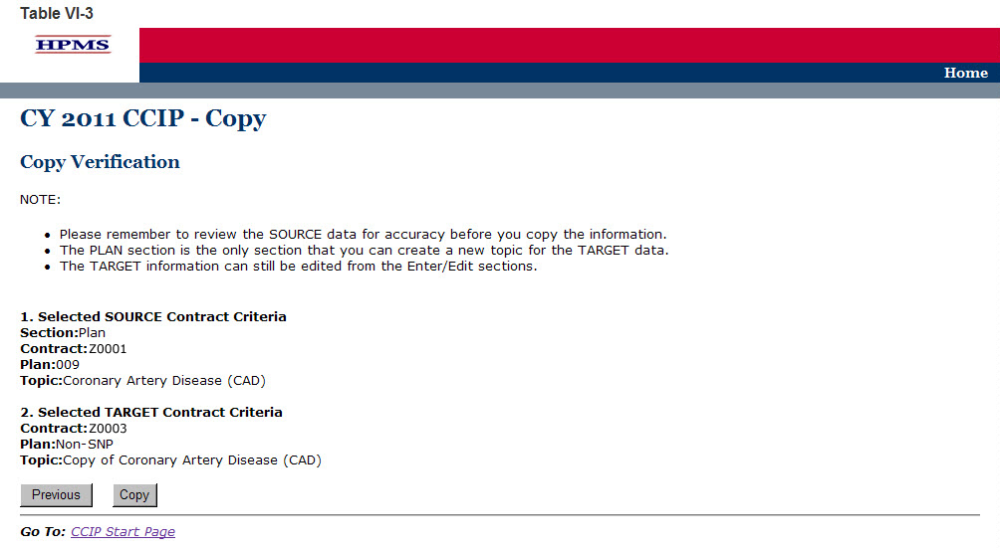 Table VI-3
HPMS
Home
CY 2011 CCIP - Copy
Copy Verification
NOTE:
• Please remember to review the SOURCE data for accuracy before you copy the information.
• The PLAN section is the only section that you can create a new topic for the TARGET data.
• The TARGET information can still be edited from the Enter/Edit sections.
1. Selected SOURCE Contract Criteria
Section:Plan
Contract:Z0001
Plan:009
Topic:Coronary Artery Disease (CAD)
2. Selected TARGET Contract Criteria
Contract:Z0003
Plan:Non-SNP
Topic:Copy of Coronary Artery Disease (CAD)
Previous Copy
Go To: CCIP Start Page